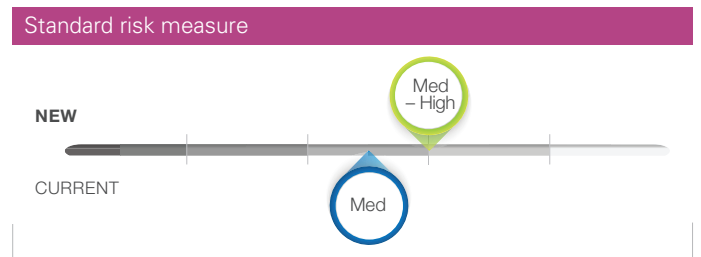 Standard risk measure
Med
– High
NEW
CURRENT
Med